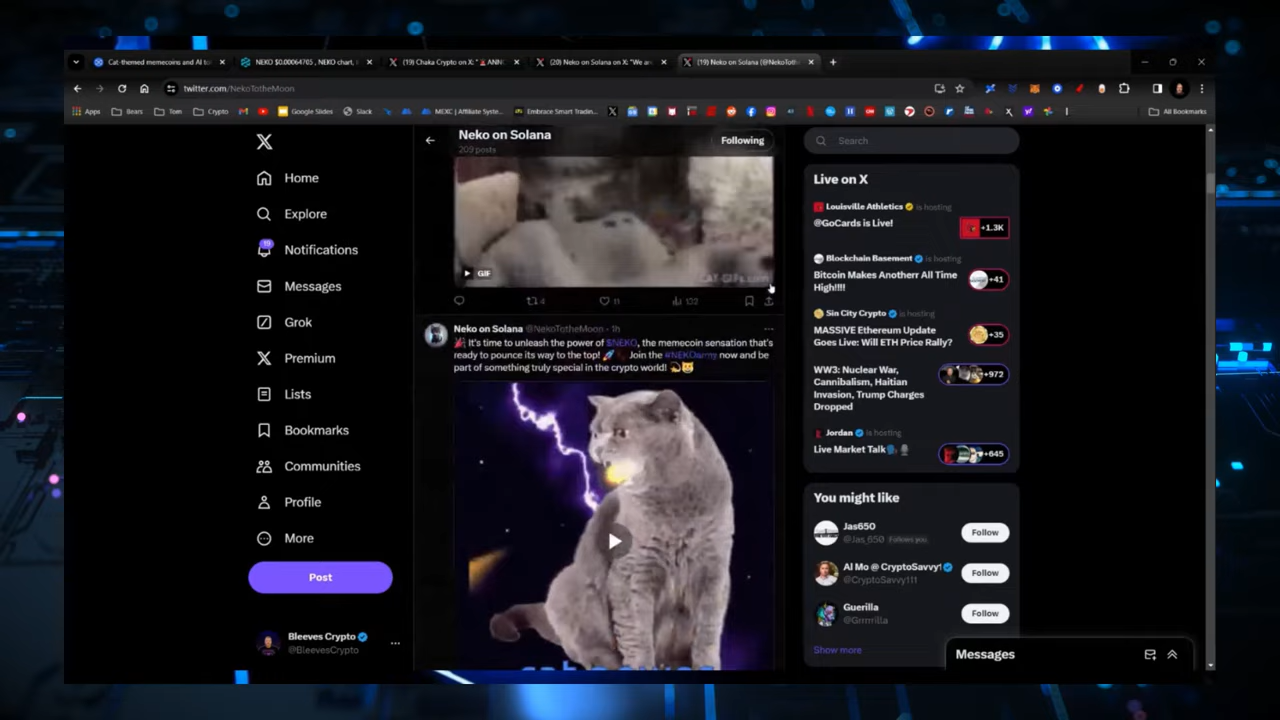 Cat-themed memecoins and AI to
NEKO $0.00064705 , NEKO chart,
(19) Chaka Crypto on X: "🚨ANN
(20) Neko on Solana on X: "We ar
(19) Neko on Solana (@NekoToth
twitter.com/NekoTotheMoon
Apps
Bears
Tom
Crypto
Google Slides
Slack
MEXC | Affiliate Syste...
Embrace Smart Tradin...
All Bookmarks
Neko on Solana
209 posts
Following
Search
Home
Explore
19
Notifications
Messages
Grok
Premium
Lists
Bookmarks
Communities
Profile
More
Post
Bleeves Crypto
@BleevesCrypto
GIF
4
11
Neko on Solana @NekoTotheMoon · 1h
🎉 It's time to unleash the power of $NEKO, the memecoin sensation that's
ready to pounce its way to the top! 🚀 Join the #NEKOarmy now and be
part of something truly special in the crypto world! 💫😺
Live on X
Louisville Athletics is hosting
@GoCards is Live!
+1.3K
Blockchain Basement is hosting
Bitcoin Makes Anotherr All Time
High!!!!
+41
Sin City Crypto is hosting
MASSIVE Ethereum Update
Goes Live: Will ETH Price Rally?
+35
WW3: Nuclear War,
Cannibalism, Haitian
Invasion, Trump Charges
Dropped
+972
Jordan is hosting
Live Market Talk🗣️🎙️
+645
You might like
Jas650
@Jas_650 Follows you
Follow
Al Mo @ CryptoSavvy1
@CryptoSavvy111
Follow
Guerilla
@Grrrrilla
Follow
Show more
Messages